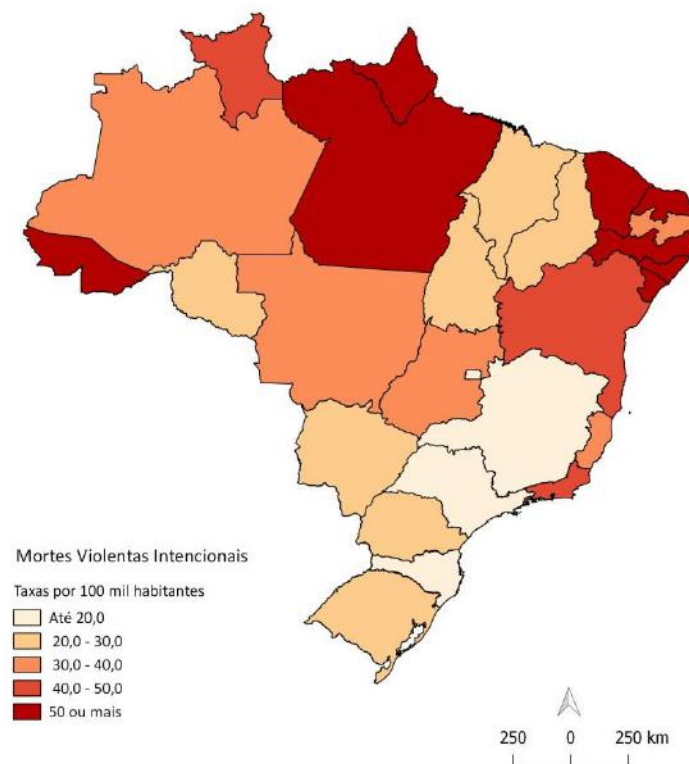 Mortes Violentas Intencionais
Taxas por 100 mil habitantes
Até 20,0
20,0 - 30,0
30,0 - 40,0
40,0 - 50,0
50 ou mais
250 0 250 km